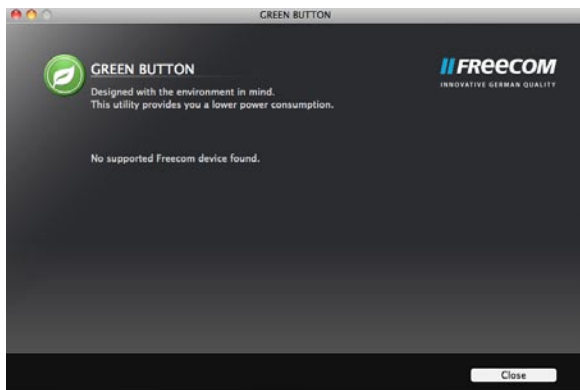 GREEN BUTTON
GREEN BUTTON
FREECOM
INNOVATIVE GERMAN QUALITY
Designed with the environment in mind.
This utility provides you a lower power consumption.
No supported Freecom device found.
Close